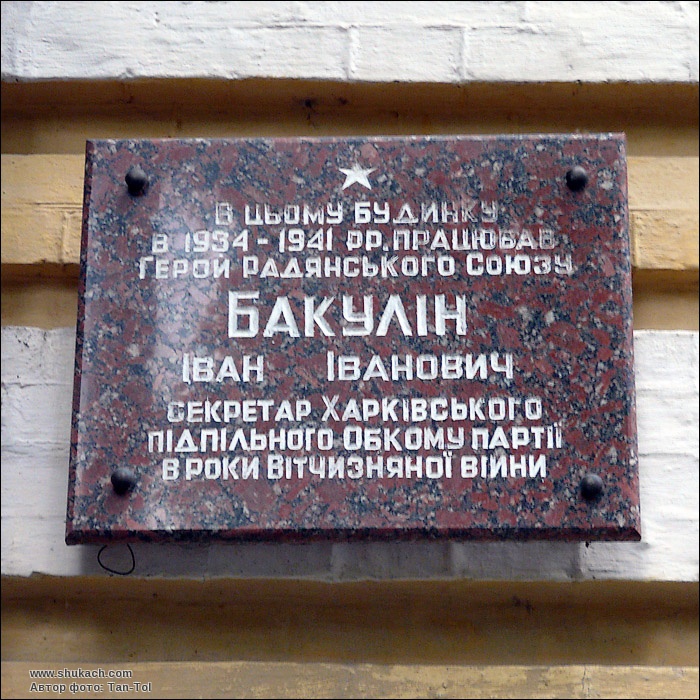 В ЦЬОМУ БУДИНКУ
В 1934 - 1941 РР. ПРАЦЮВАВ
ГЕРОЙ РАДЯНСЬКОГО СОЮЗУ
БАКУЛІН
ІВАН ІВАНОВИЧ
СЕКРЕТАР ХАРКІВСЬКОГО
ПІДПІЛЬНОГО ОБКОМУ ПАРТІЇ
В РОКИ ВІТЧИЗНЯНОЇ ВІЙНИ
www.shukach.com
Автор фото: Tan-Tol